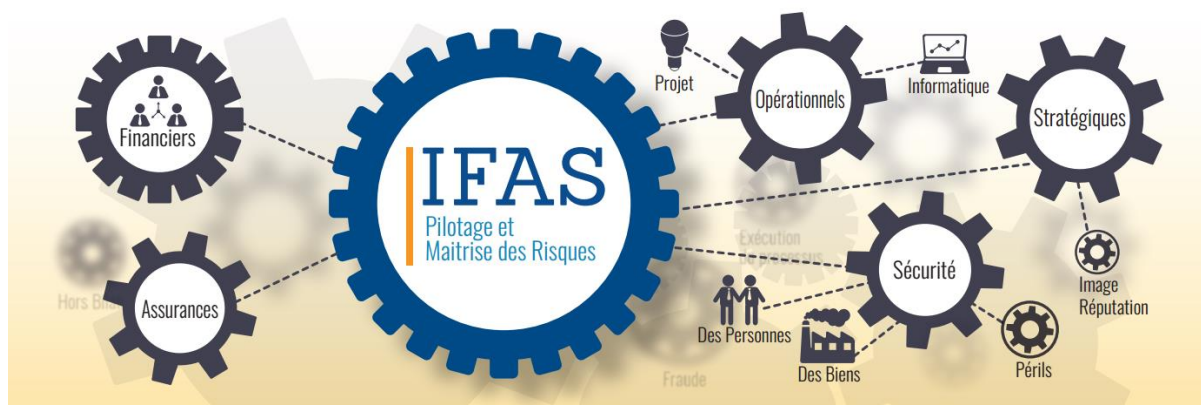 Financiers
IFAS
Pilotage et
Maitrise des Risques
Assurances
Projet
Opérationnels
Informatique
Stratégiques
Sécurité
Des Personnes
Des Biens
Périls
Image
Réputation
Exécution
Fraude